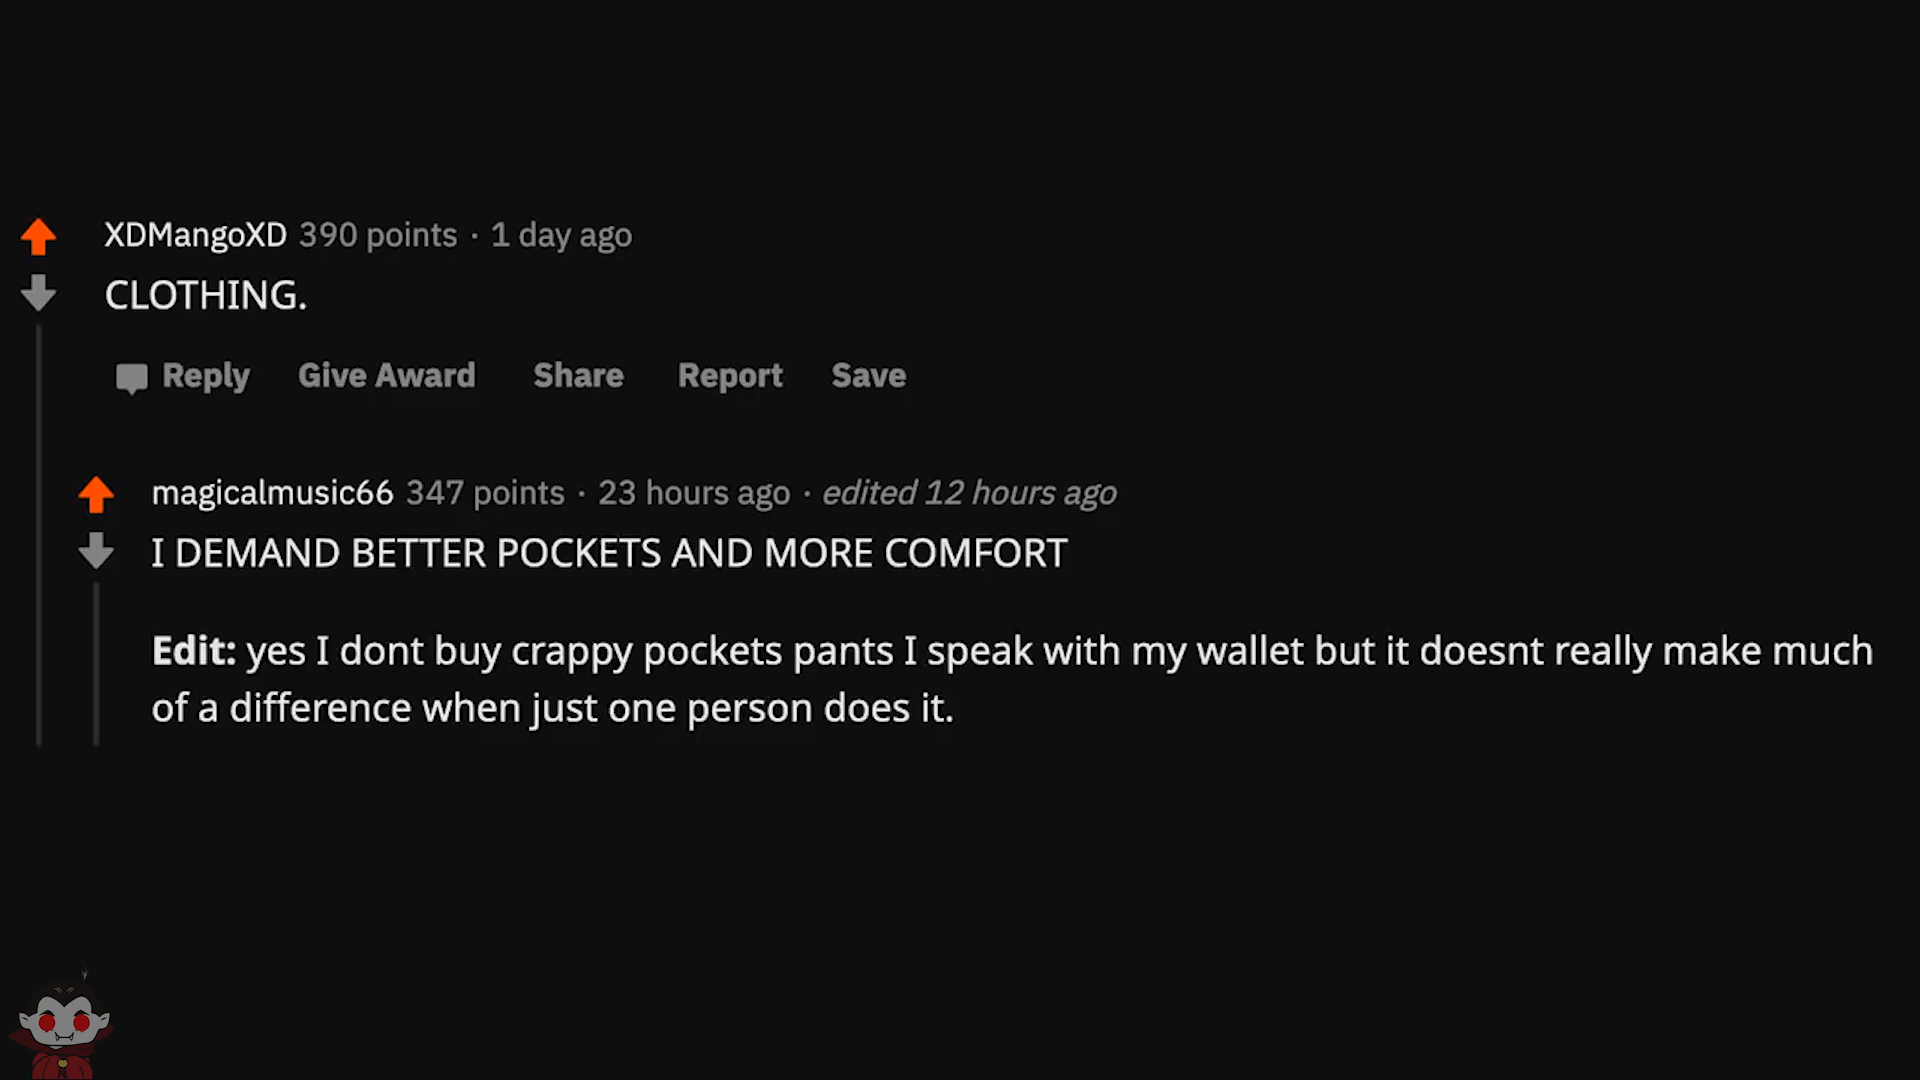 XDMangoXD 390 points · 1 day ago
CLOTHING.
Reply Give Award Share Report Save
magicalmusic66 347 points · 23 hours ago · edited 12 hours ago
I DEMAND BETTER POCKETS AND MORE COMFORT
Edit: yes I dont buy crappy pockets pants I speak with my wallet but it doesnt really make much
of a difference when just one person does it.